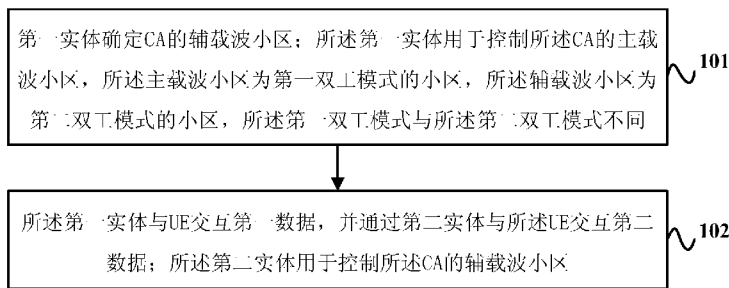 第一实体确定CA的辅载波小区；所述第一实体用于控制所述CA的主载
波小区，所述主载波小区为第一双工模式的小区，所述辅载波小区为
第二双工模式的小区，所述第一双工模式与所述第二双工模式不同
101
所述第一实体与UE交互第一数据，并通过第二实体与所述UE交互第二
数据；所述第二实体用于控制所述CA的辅载波小区
102